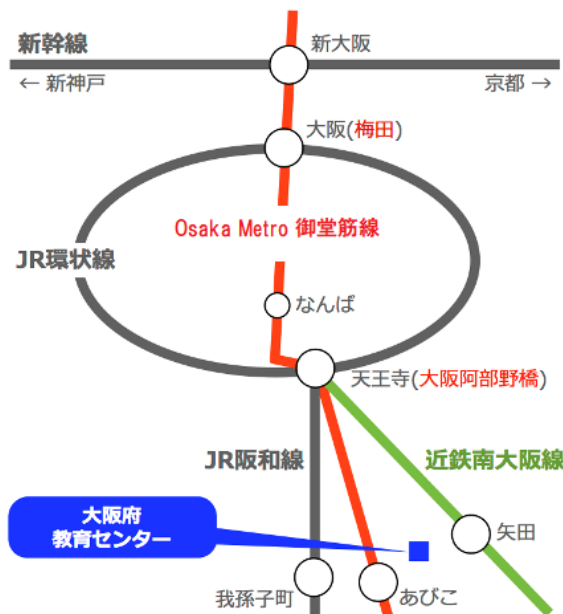 新幹線
新大阪
← 新神戸
京都 →
大阪(梅田)
Osaka Metro 御堂筋線
JR環状線
なんば
天王寺(大阪阿部野橋)
JR阪和線
近鉄南大阪線
大阪府
教育センター
矢田
我孫子町
あびこ